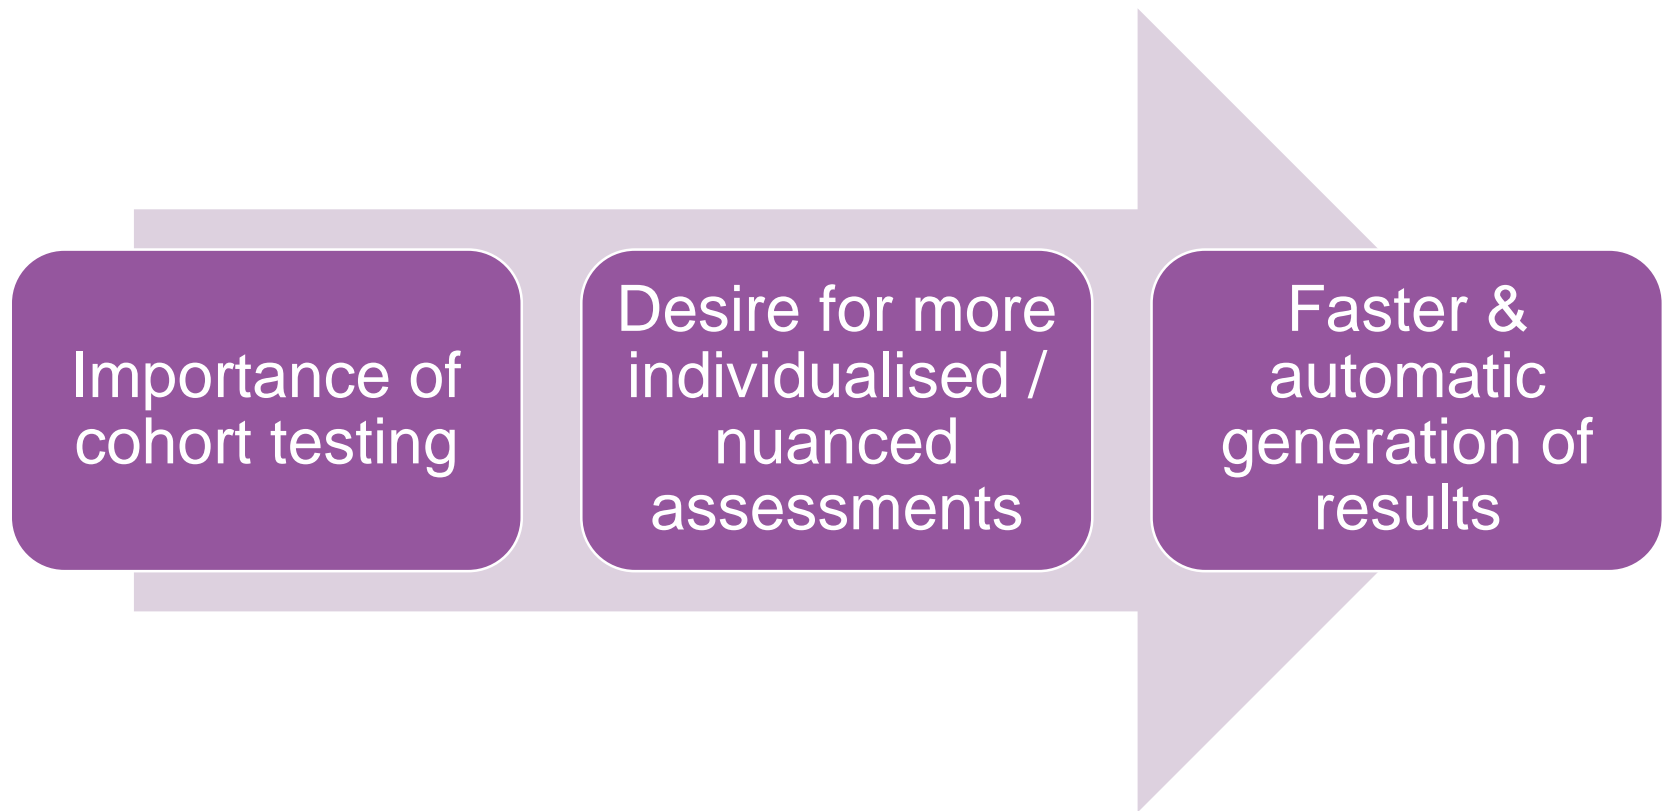 Importance of
cohort testing
Desire for more
individualised /
nuanced
assessments
Faster &
automatic
generation of
results